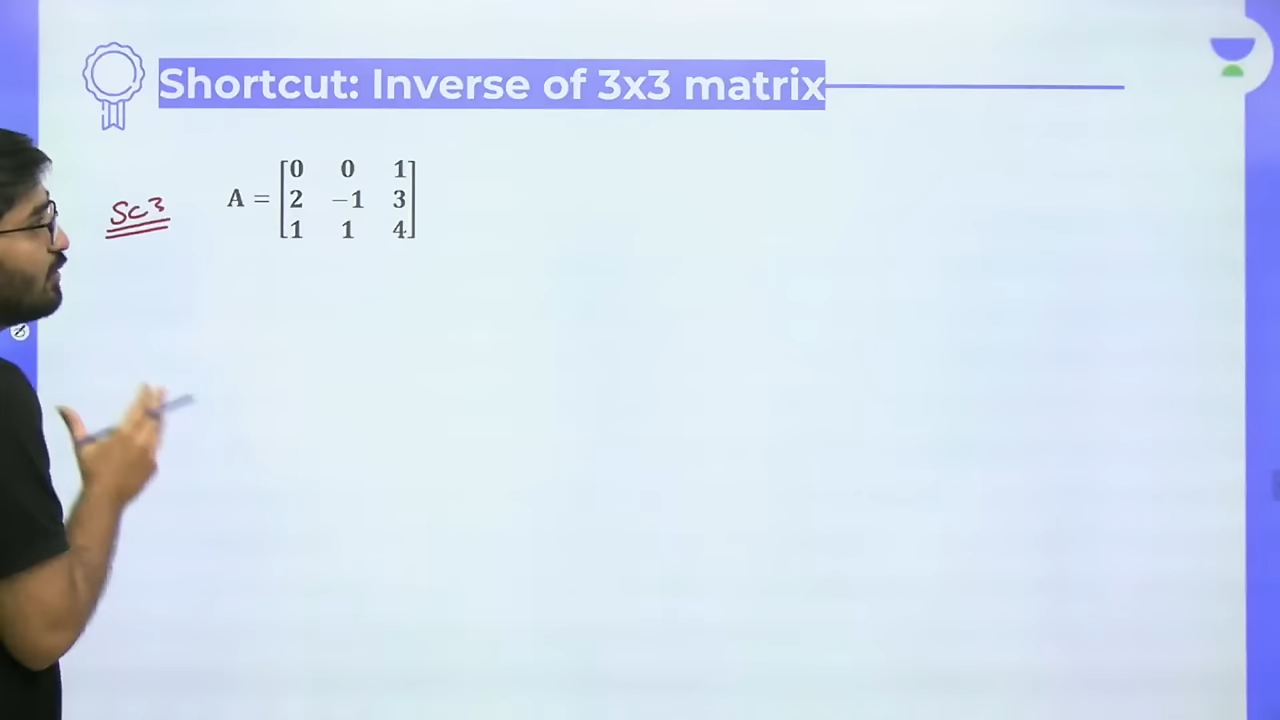 Shortcut: Inverse of 3x3 matrix
SC3
A = [0 0 1]
[2 −1 3]
[1 1 4]